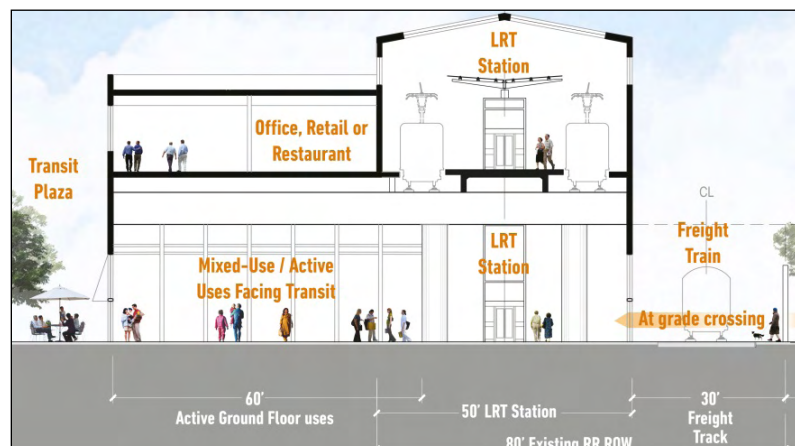 LRT
Station
Office, Retail or
Restaurant
Transit
Plaza
CL
Mixed-Use / Active
Uses Facing Transit
LRT
Station
Freight
Train
At grade crossing
60'
Active Ground Floor uses
50' LRT Station
30'
Freight
Track
80' Existing RR ROW